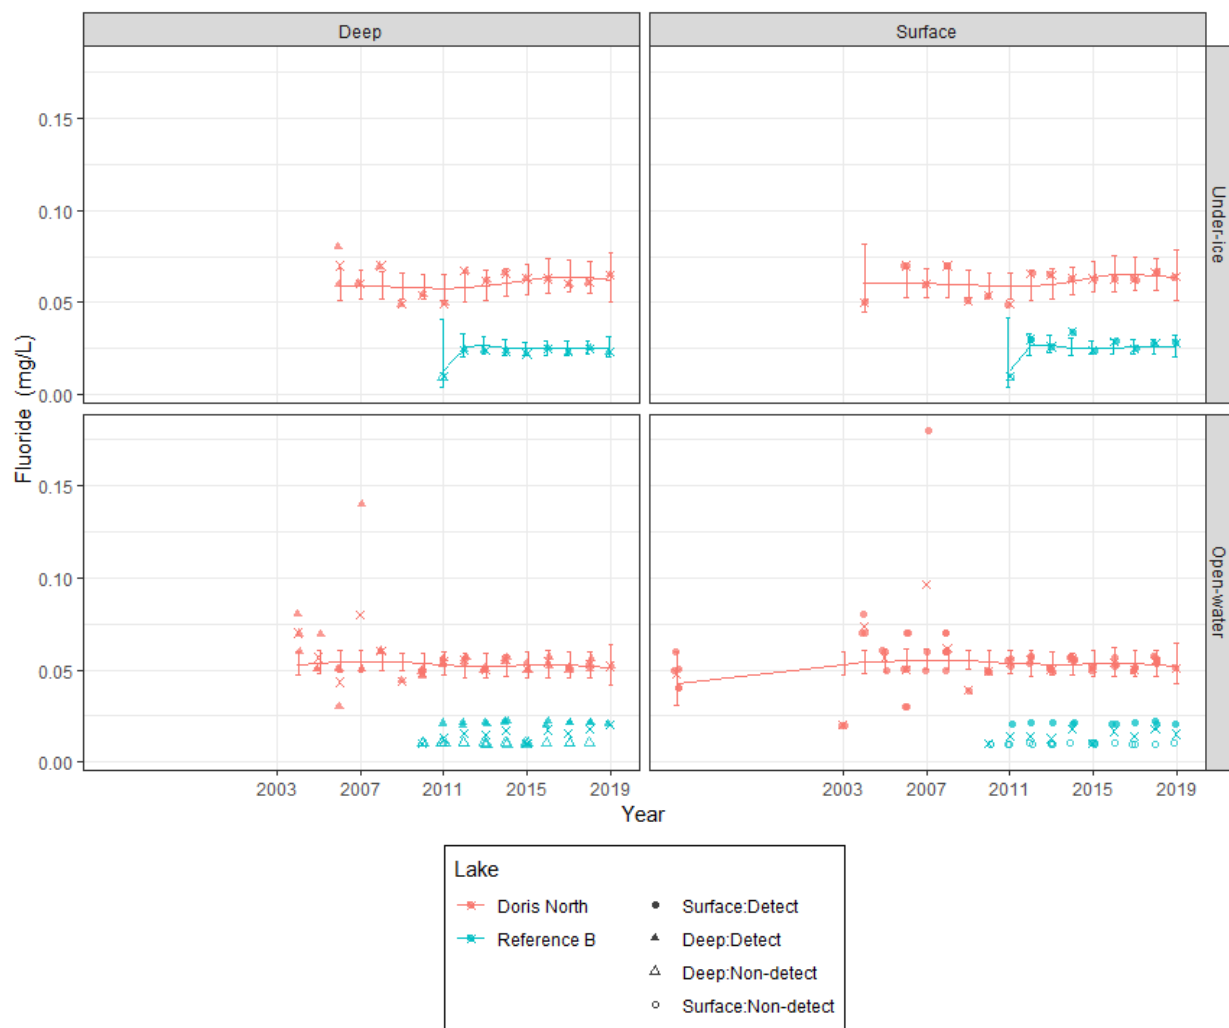 Deep
Surface
0.15
0.10
0.05
0.00
Under-ice
Fluoride (mg/L)
0.15
0.10
0.05
0.00
Open-water
2003 2007 2011 2015 2019
2003 2007 2011 2015 2019
Year
Lake
Doris North
Reference B
Surface:Detect
Deep:Detect
Deep:Non-detect
Surface:Non-detect